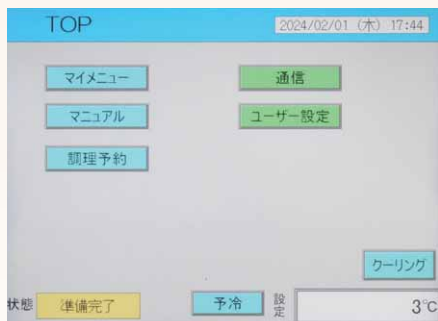 TOP 2024/02/01 (木) 17:44
マイメニュー 通信
マニュアル ユーザー設定
調理予約
クーリング
状態 準備完了 予冷 設定 3℃